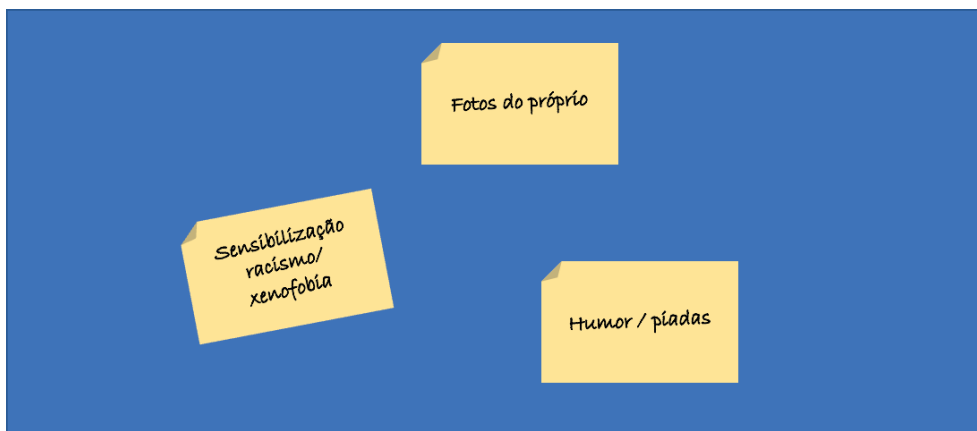 Fotos do próprio
Sensibilização
racismo/
xenofobia
Humor / piadas